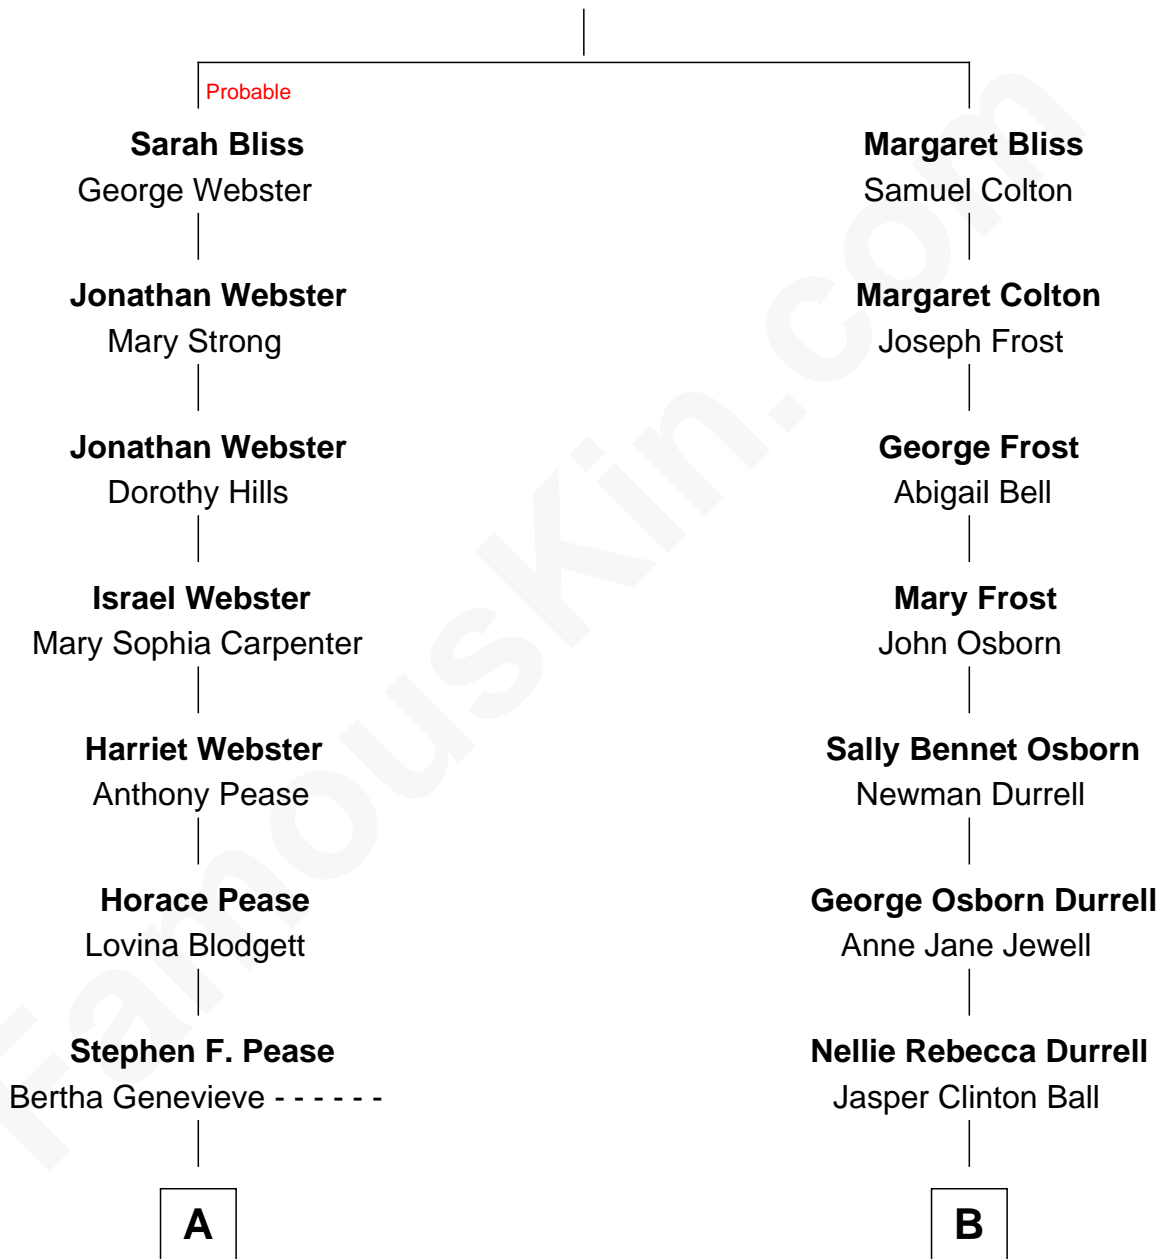 Probable
Sarah Bliss
George Webster
Jonathan Webster
Mary Strong
Jonathan Webster
Dorothy Hills
Israel Webster
Mary Sophia Carpenter
Harriet Webster
Anthony Pease
Horace Pease
Lovina Blodgett
Stephen F. Pease
Bertha Genevieve - - - - - -
A
Margaret Bliss
Samuel Colton
Margaret Colton
Joseph Frost
George Frost
Abigail Bell
Mary Frost
John Osborn
Sally Bennet Osborn
Newman Durrell
George Osborn Durrell
Anne Jane Jewell
Nellie Rebecca Durrell
Jasper Clinton Ball
B
FamousKin.com